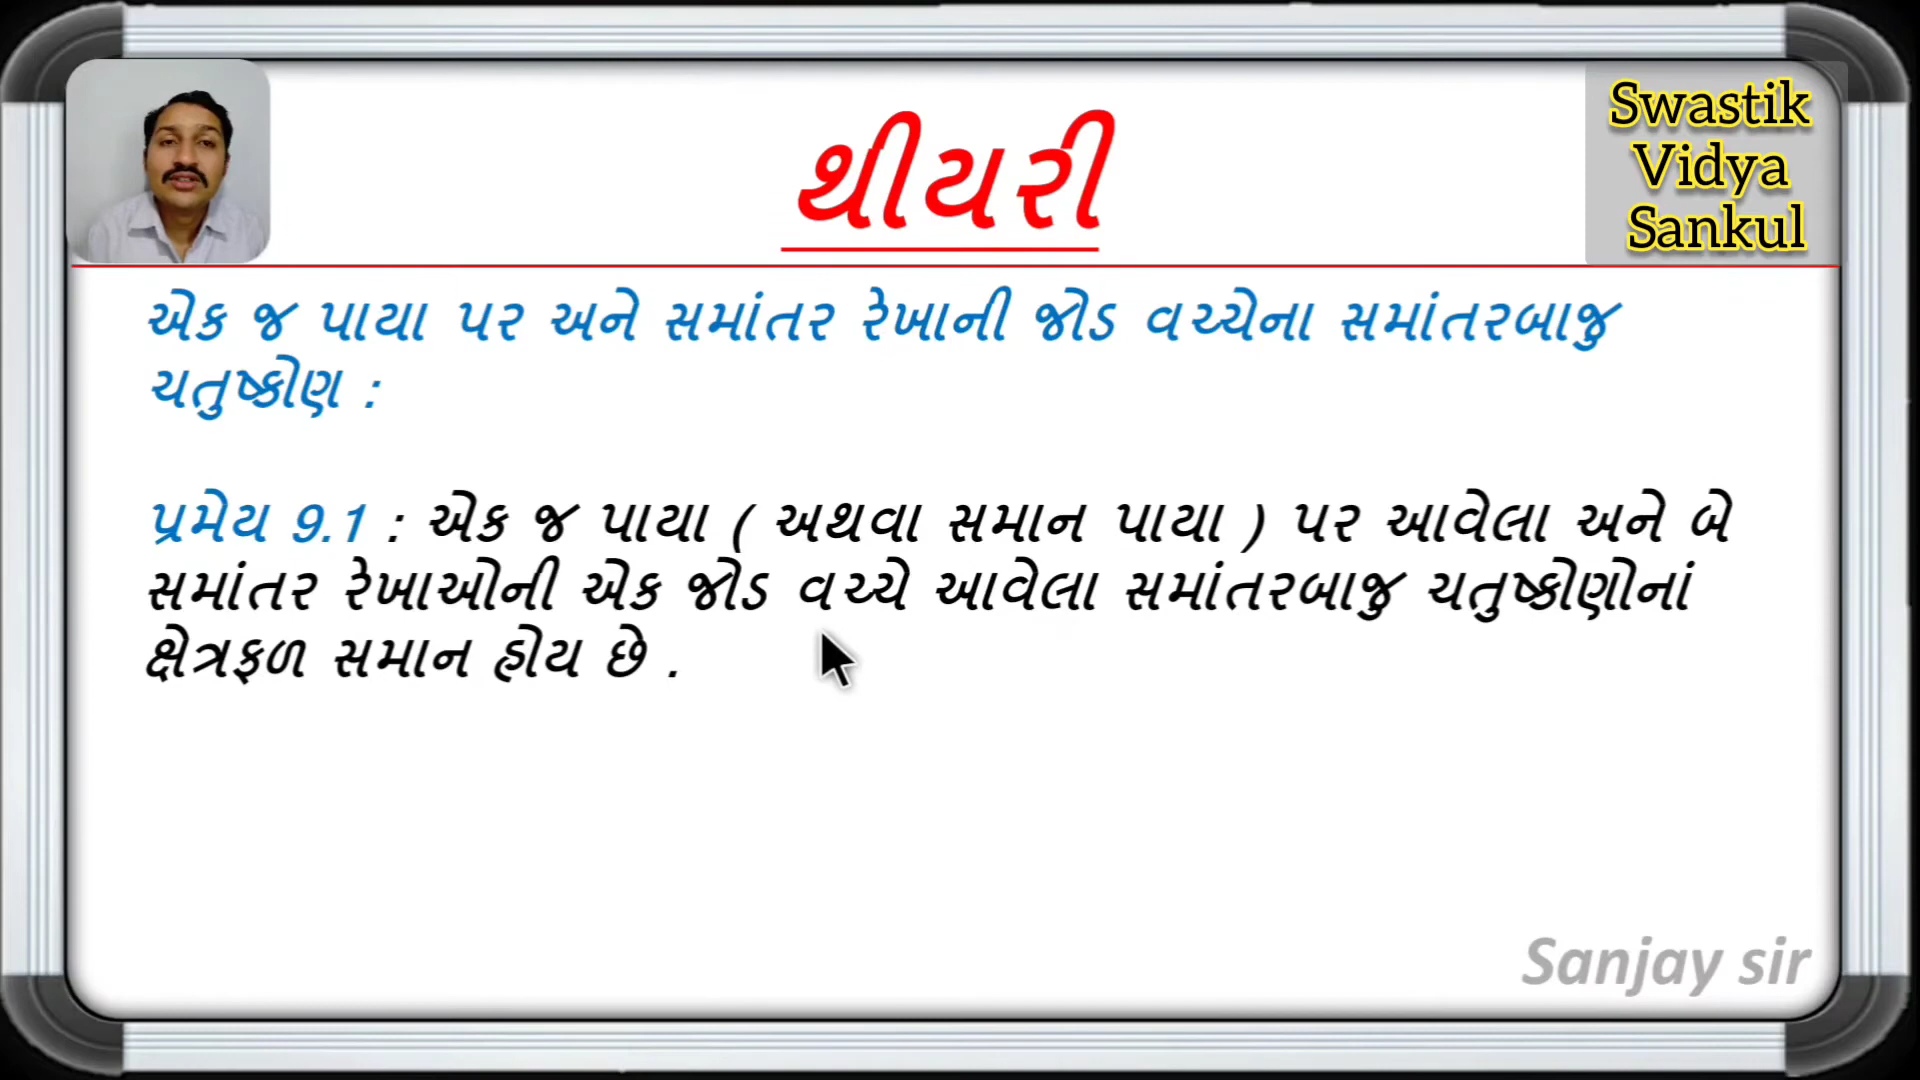 થીયરી
Swastik
Vidya
Sankul
એક જ પાયા પર અને સમાંતર રેખાની જોડ વચ્ચેના સમાંતરબાજુ
ચતુષ્કોણ :
પ્રમેય 9.1 : એક જ પાયા ( અથવા સમાન પાયા ) પર આવેલા અને બે
સમાંતર રેખાઓની એક જોડ વચ્ચે આવેલા સમાંતરબાજુ ચતુષ્કોણોનાં
ક્ષેત્રફળ સમાન હોય છે .
Sanjay sir